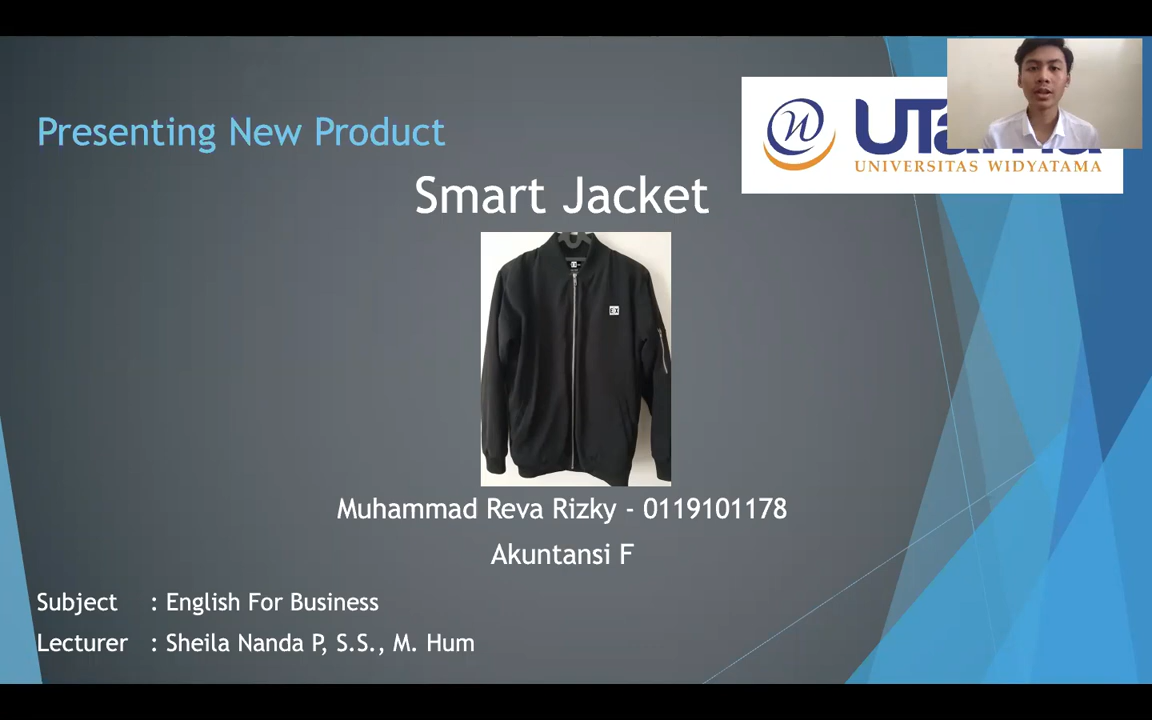 Presenting New Product
UTama
UNIVERSITAS WIDYATAMA
Smart Jacket
Muhammad Reva Rizky - 0119101178
Akuntansi F
Subject : English For Business
Lecturer : Sheila Nanda P, S.S., M. Hum